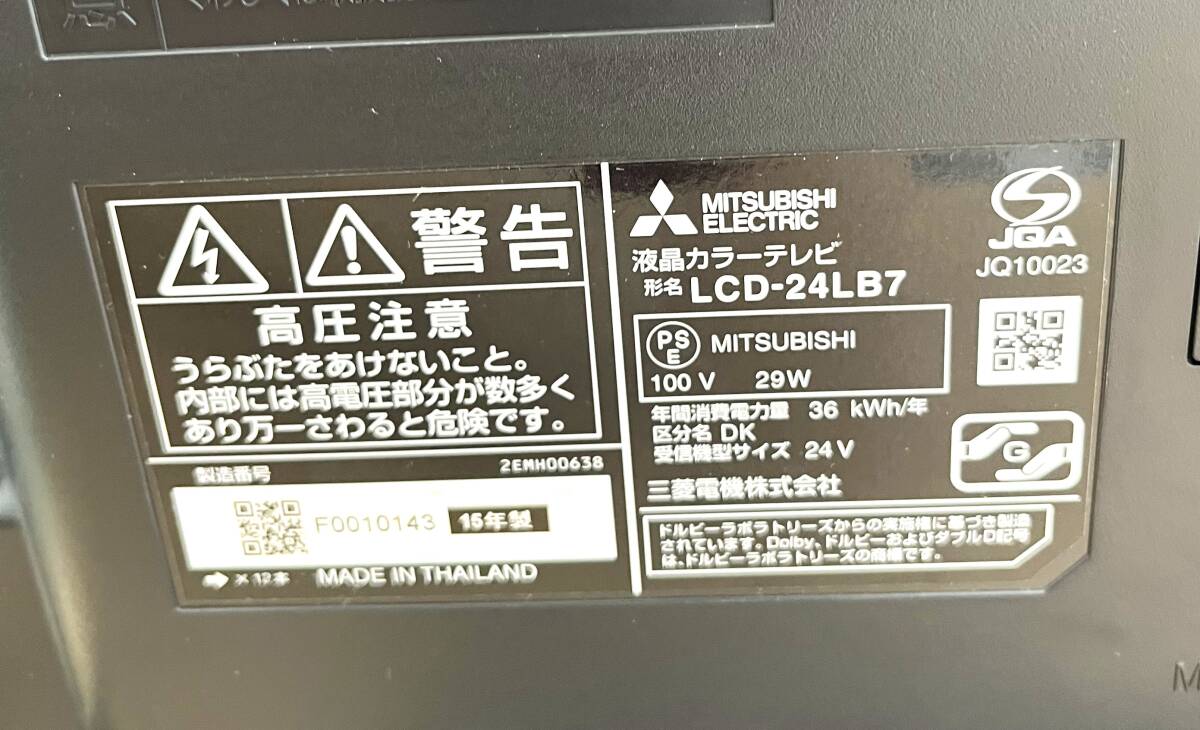 警告
高圧注意
うらぶたをあけないこと。
内部には高電圧部分が数多く
あり万一さわると危険です。
製造番号 2EMH00638
F0010143 15年製
×12本 MADE IN THAILAND
MITSUBISHI
ELECTRIC
液晶カラーテレビ
形名 LCD-24LB7
JQA
JQ10023
PS
E
MITSUBISHI
100 V 29W
年間消費電力量 36 kWh/年
区分名 DK
受信機型サイズ 24 V
G
三菱電機株式会社
ドルビーラボラトリーズからの実施権に基づき製造
されています。Dolby、ドルビーおよびダブルD記号
は、ドルビーラボラトリーズの商標です。
M